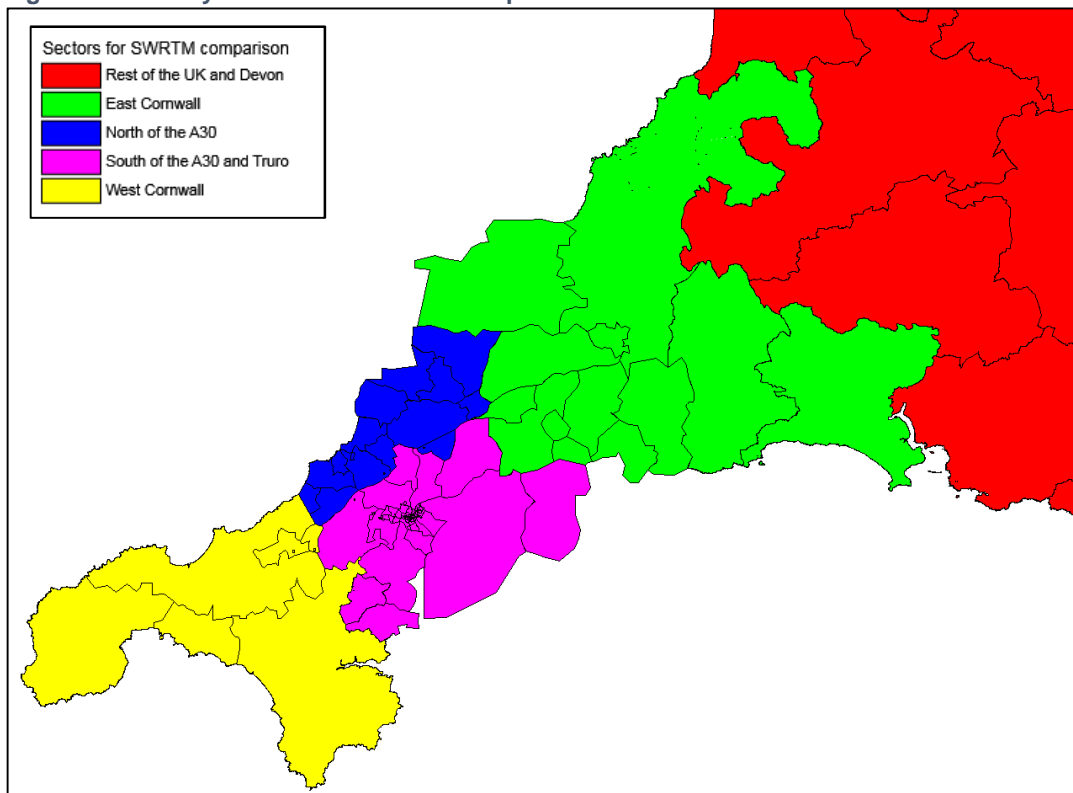 Sectors for SWRTM comparison
Rest of the UK and Devon
East Cornwall
North of the A30
South of the A30 and Truro
West Cornwall